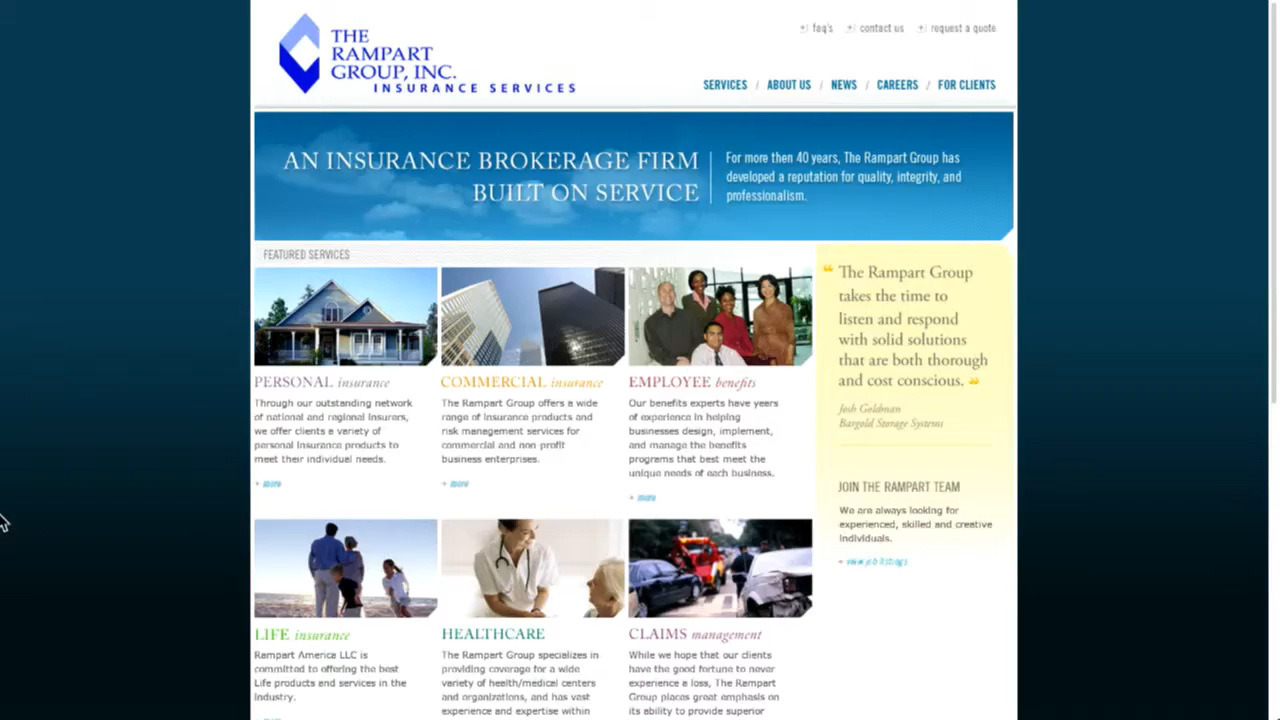 THE
RAMPART
GROUP, INC.
INSURANCE SERVICES
faq's
contact us
request a quote
SERVICES / ABOUT US / NEWS / CAREERS / FOR CLIENTS
AN INSURANCE BROKERAGE FIRM
BUILT ON SERVICE
For more then 40 years, The Rampart Group has
developed a reputation for quality, integrity, and
professionalism.
FEATURED SERVICES
PERSONAL insurance
Through our outstanding network
of national and regional insurers,
we offer clients a variety of
personal insurance products to
meet their individual needs.
more
COMMERCIAL insurance
The Rampart Group offers a wide
range of insurance products and
risk management services for
commercial and non profit
business enterprises.
more
EMPLOYEE benefits
Our benefits experts have years
of experience in helping
businesses design, implement,
and manage the benefits
programs that best meet the
unique needs of each business.
more
LIFE insurance
Rampart America LLC is
committed to offering the best
Life products and services in the
industry.
HEALTHCARE
The Rampart Group specializes in
providing coverage for a wide
variety of health/medical centers
and organizations, and has vast
experience and expertise within
CLAIMS management
While we hope that our clients
have the good fortune to never
experience a loss, The Rampart
Group places great emphasis on
its ability to provide superior
“ The Rampart Group
takes the time to
listen and respond
with solid solutions
that are both thorough
and cost conscious. ”
Josh Goldman
Bargold Storage Systems
JOIN THE RAMPART TEAM
We are always looking for
experienced, skilled and creative
individuals.
view job listings